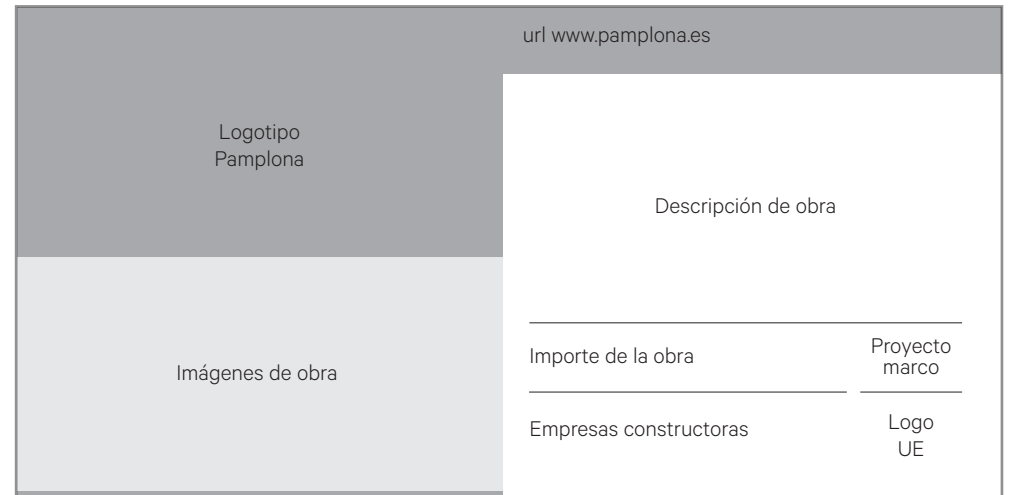 url www.pamplona.es
Logotipo
Pamplona
Descripción de obra
Imágenes de obra
Importe de la obra
Proyecto
marco
Empresas constructoras
Logo
UE